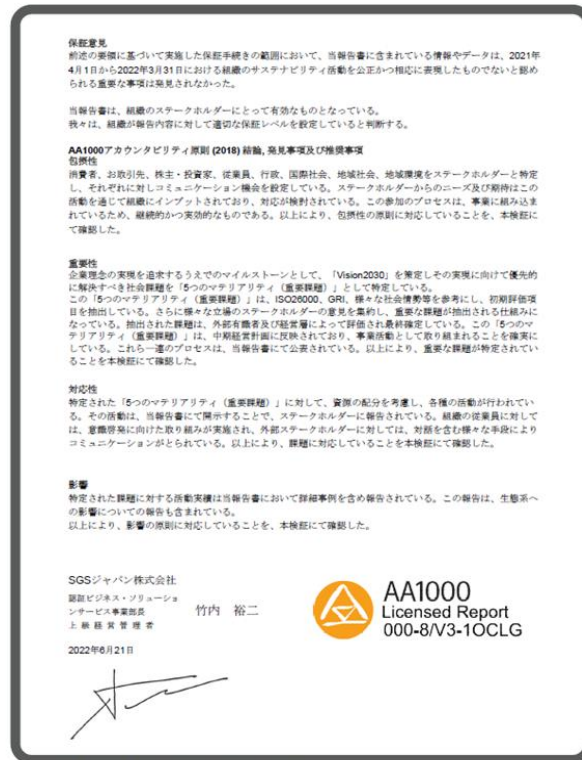 保証意見
前述の要領に基づいて実施した保証手続きの範囲において、当報告書に含まれている情報やデータは、2021年
4月1日から2022年3月31日における組織のサステナビリティ活動を公正かつ相応に表現したものでないと認め
られる重要な事項は発見されなかった。
当報告書は、組織のステークホルダーにとって有効なものとなっている。
我々は、組織が報告内容に対して適切な保証レベルを設定していると判断する。
AA1000アカウンタビリティ原則 (2018) 結論, 発見事項及び推奨事項
包摂性
消費者、お取引先、株主・投資家、従業員、行政、国際社会、地域社会、地域環境をステークホルダーと特定
し、それぞれに対しコミュニケーション機会を設定している。ステークホルダーからのニーズ及び期待はこの
活動を通じて組織にインプットされており、対応が検討されている。この参加のプロセスは、事業に組み込ま
れているため、継続的かつ実効的なものである。以上により、包摂性の原則に対応していることを、本検証に
て確認した。
重要性
企業理念の実現を追求するうえでのマイルストーンとして、「Vision2030」を策定しその実現に向けて優先的
に解決すべき社会課題を「5つのマテリアリティ（重要課題）」として特定している。
この「5つのマテリアリティ（重要課題）」は、ISO26000、GRI、様々な社会情勢等を参考にし、初期評価項
目を抽出している。さらに様々な立場のステークホルダーの意見を集約し、重要な課題が抽出される仕組みに
なっている。抽出された課題は、外部有識者及び経営層によって評価され最終確定している。この「5つのマ
テリアリティ（重要課題）」は、中期経営計画に反映されており、事業活動として取り組まれることを確実に
している。これら一連のプロセスは、当報告書にて公表されている。以上により、重要な課題が特定されてい
ることを本検証にて確認した。
対応性
特定された「5つのマテリアリティ（重要課題）」に対して、資源の配分を考慮し、各種の活動が行われてい
る。その活動は、当報告書にて開示することで、ステークホルダーに報告されている。組織の従業員に対して
は、意識啓発に向けた取り組みが実施され、外部ステークホルダーに対しては、対話を含む様々な手段により
コミュニケーションがとられている。以上により、課題に対応していることを本検証にて確認した。
影響
特定された課題に対する活動実績は当報告書において詳細事例を含め報告されている。この報告は、生態系へ
の影響についての報告も含まれている。
以上により、影響の原則に対応していることを、本検証にて確認した。
SGSジャパン株式会社
認証ビジネス・ソリューショ
ンサービス事業部長
上級経営管理者
竹内 裕二
2022年6月21日
AA1000
Licensed Report
000-8/V3-1OCLG